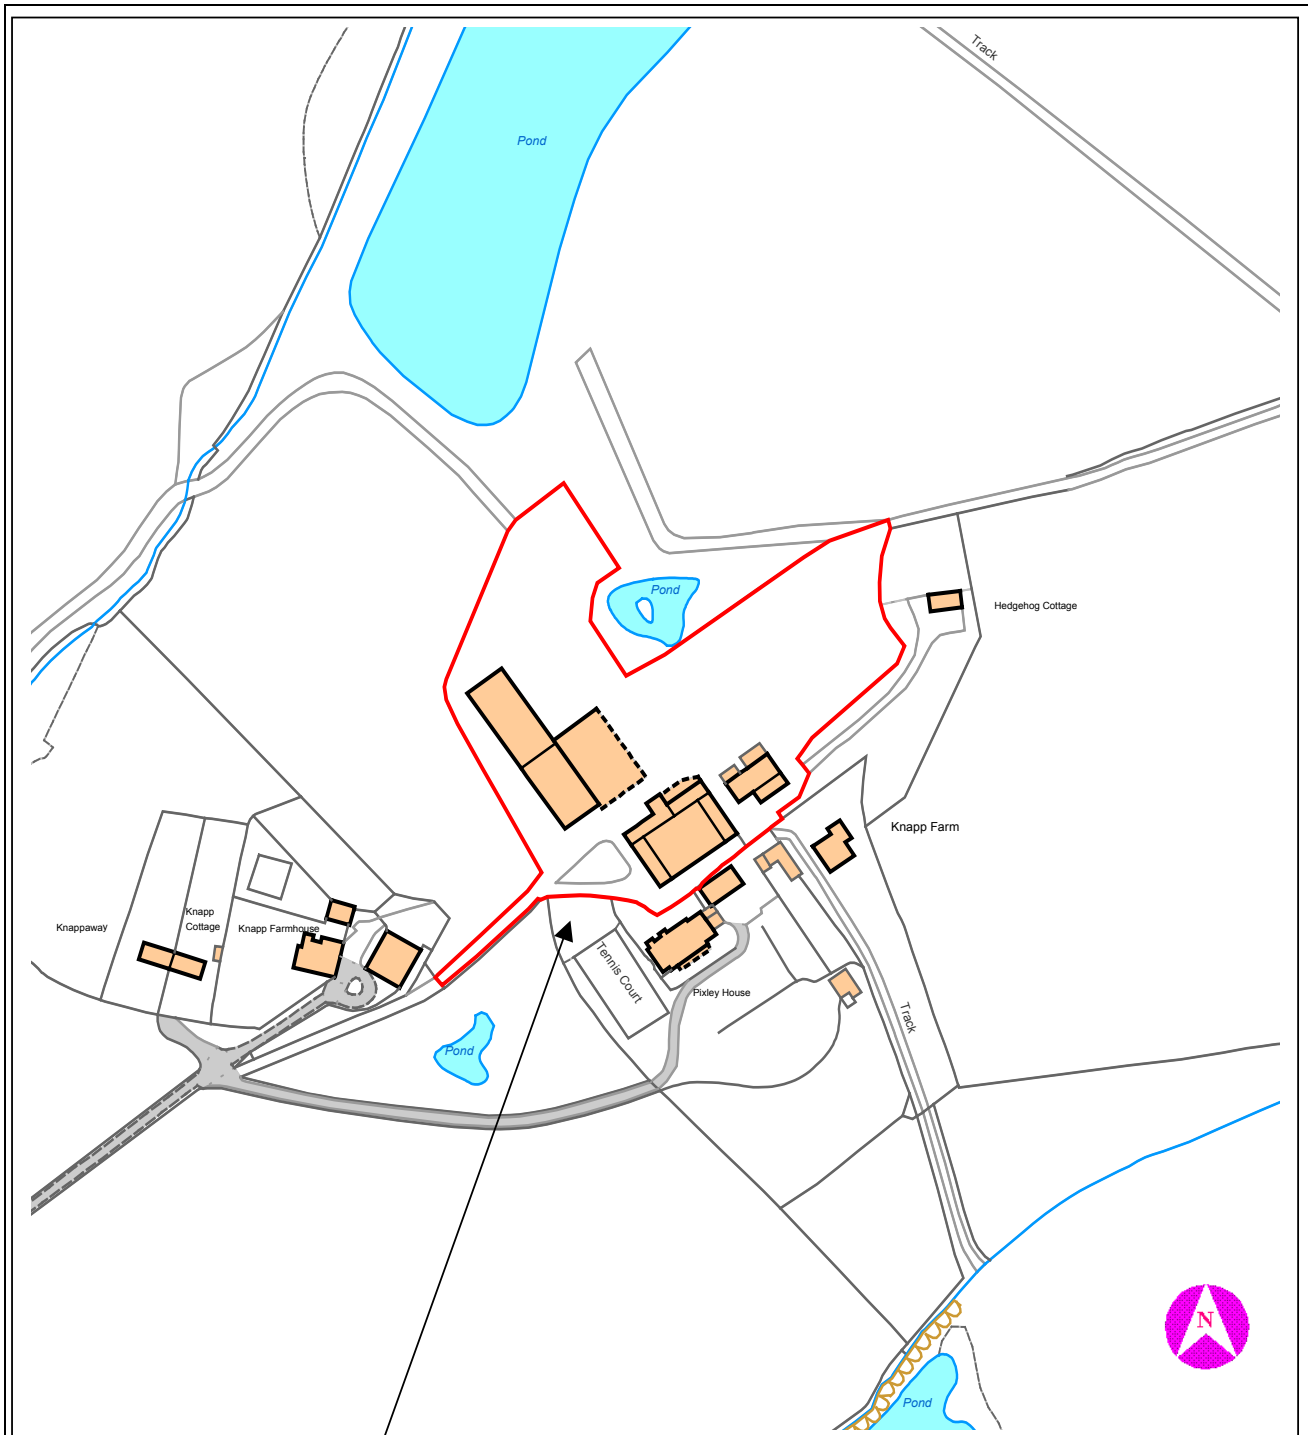 Track
Pond
Pond
Hedgehog Cottage
Knapp Farm
Knapp
Cottage
Knappaway
Knapp Farmhouse
Tennis Court
Pixley House
Track
Pond
N
Pond